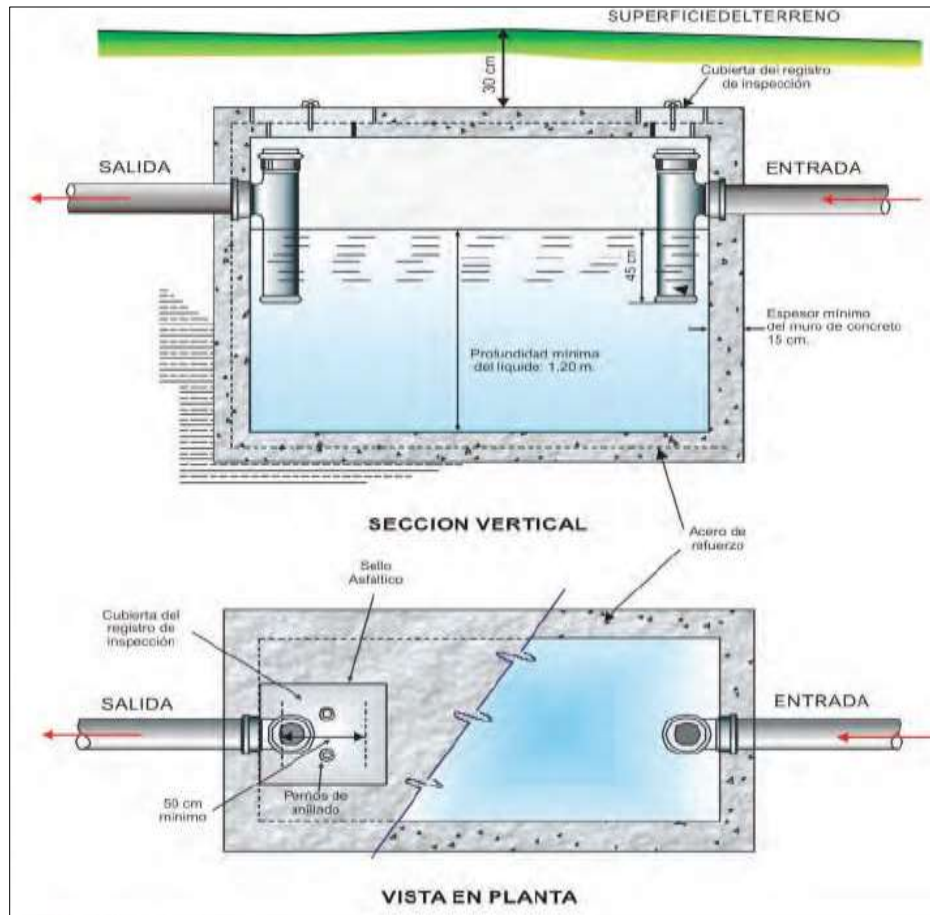 SUPERFICIEDELTERRENO
30 cm
Cubierta del registro
de inspección
SALIDA
ENTRADA
45 cm
Espesor mínimo
del muro de concreto
15 cm.
Profundidad mínima
del líquide: 1.20 m.
SECCION VERTICAL
Acero de
refuerzo
Sello
Asfáltico
Cubierta del
registro de
inspección
SALIDA
ENTRADA
50 cm
mínimo
Pernos de
anillado
VISTA EN PLANTA